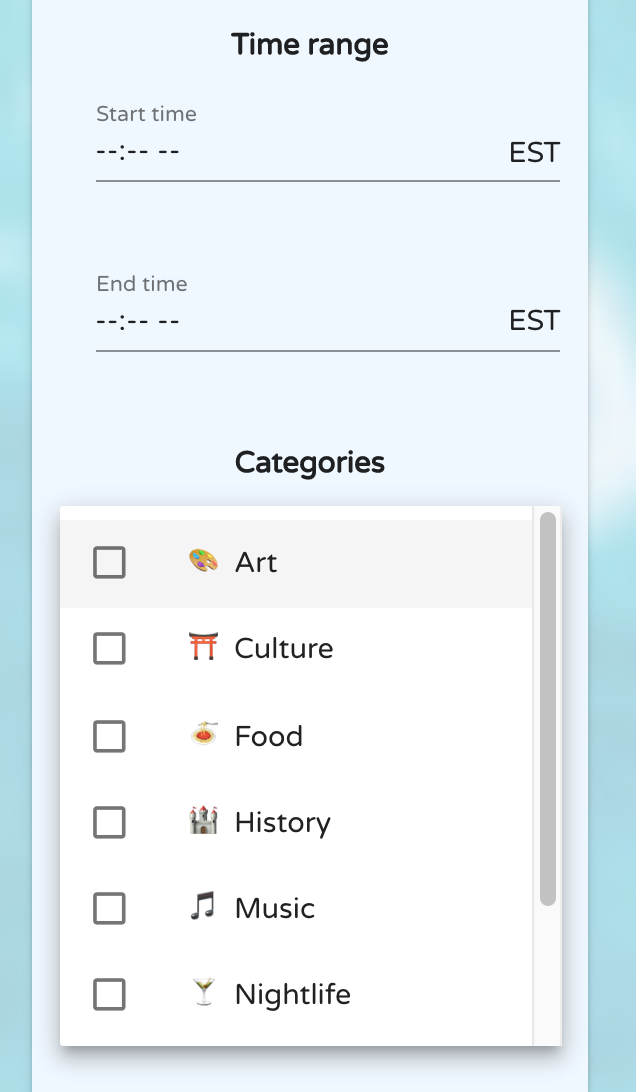 Time range
Start time
--:-- -- EST
End time
--:-- -- EST
Categories
Art
Culture
Food
History
Music
Nightlife